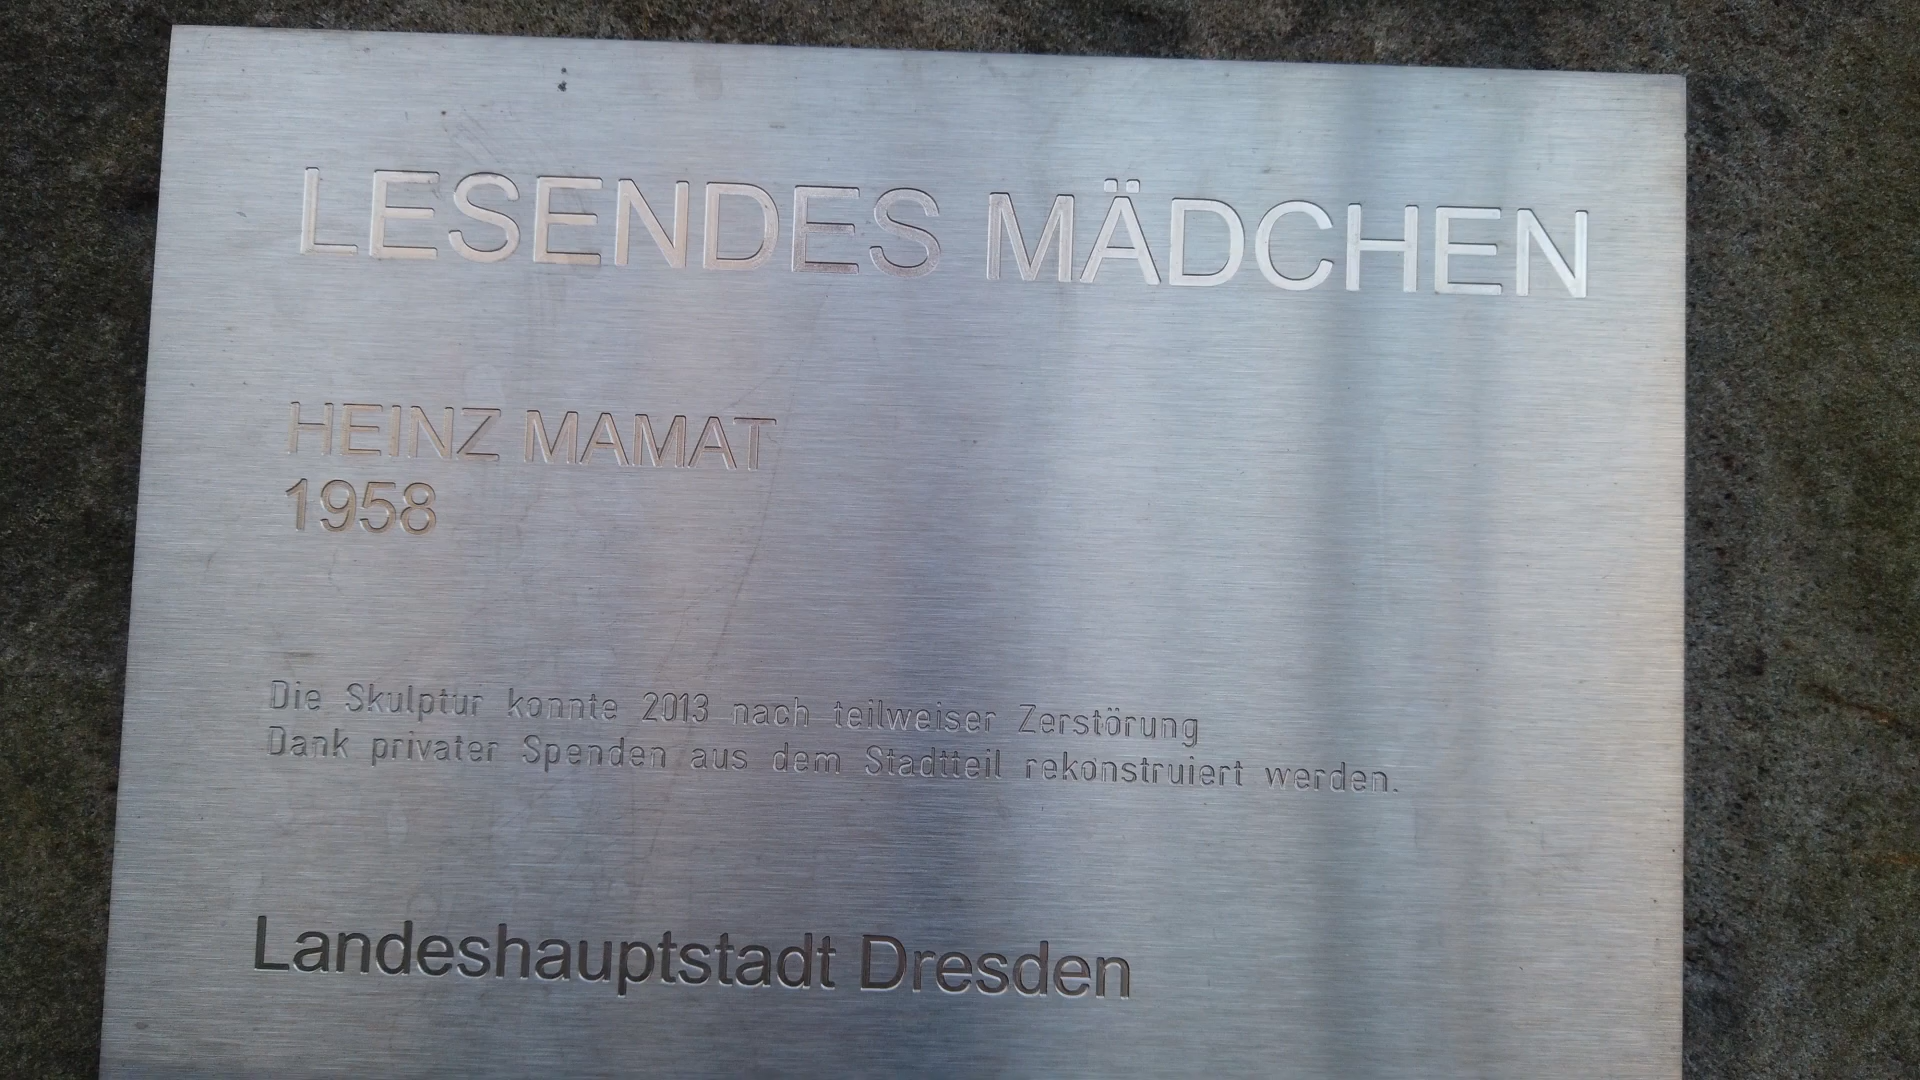 LESENDES MÄDCHEN
HEINZ MAMAT
1958
Die Skulptur konnte 2013 nach teilweiser Zerstörung
Dank privater Spenden aus dem Stadtteil rekonstruiert werden.
Landeshauptstadt Dresden